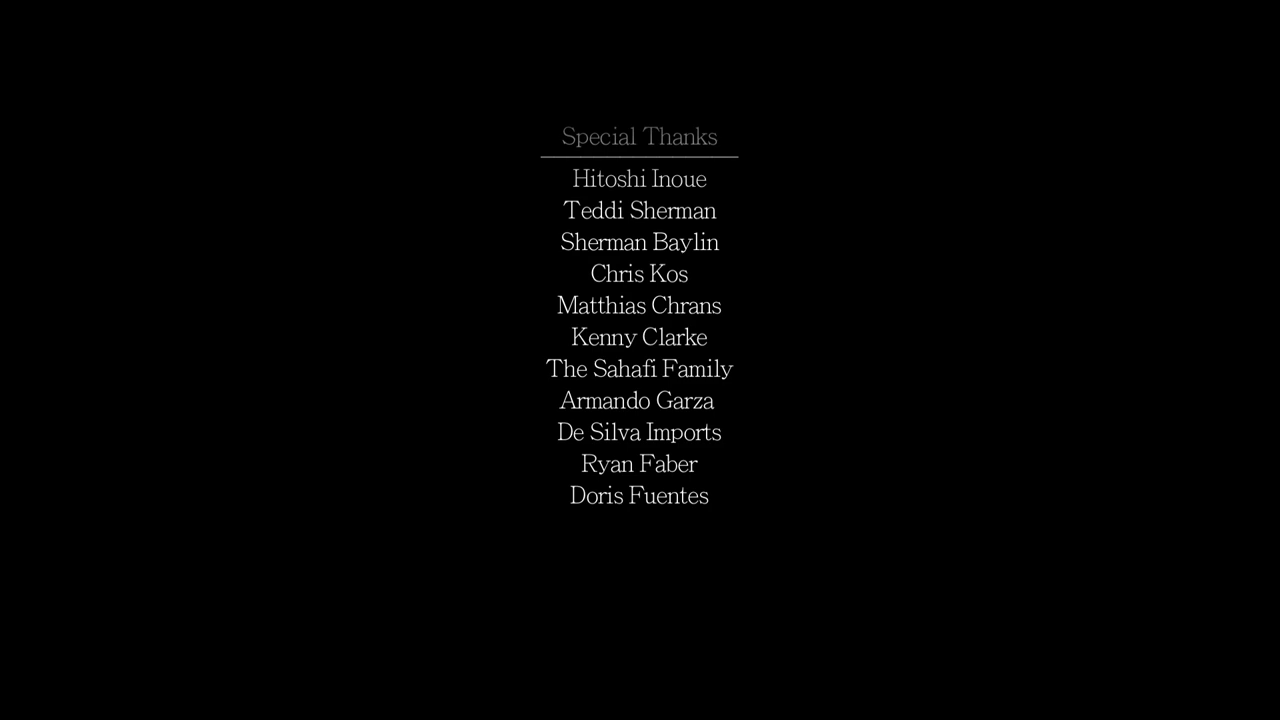 Special Thanks
Hitoshi Inoue
Teddi Sherman
Sherman Baylin
Chris Kos
Matthias Chrans
Kenny Clarke
The Sahafi Family
Armando Garza
De Silva Imports
Ryan Faber
Doris Fuentes